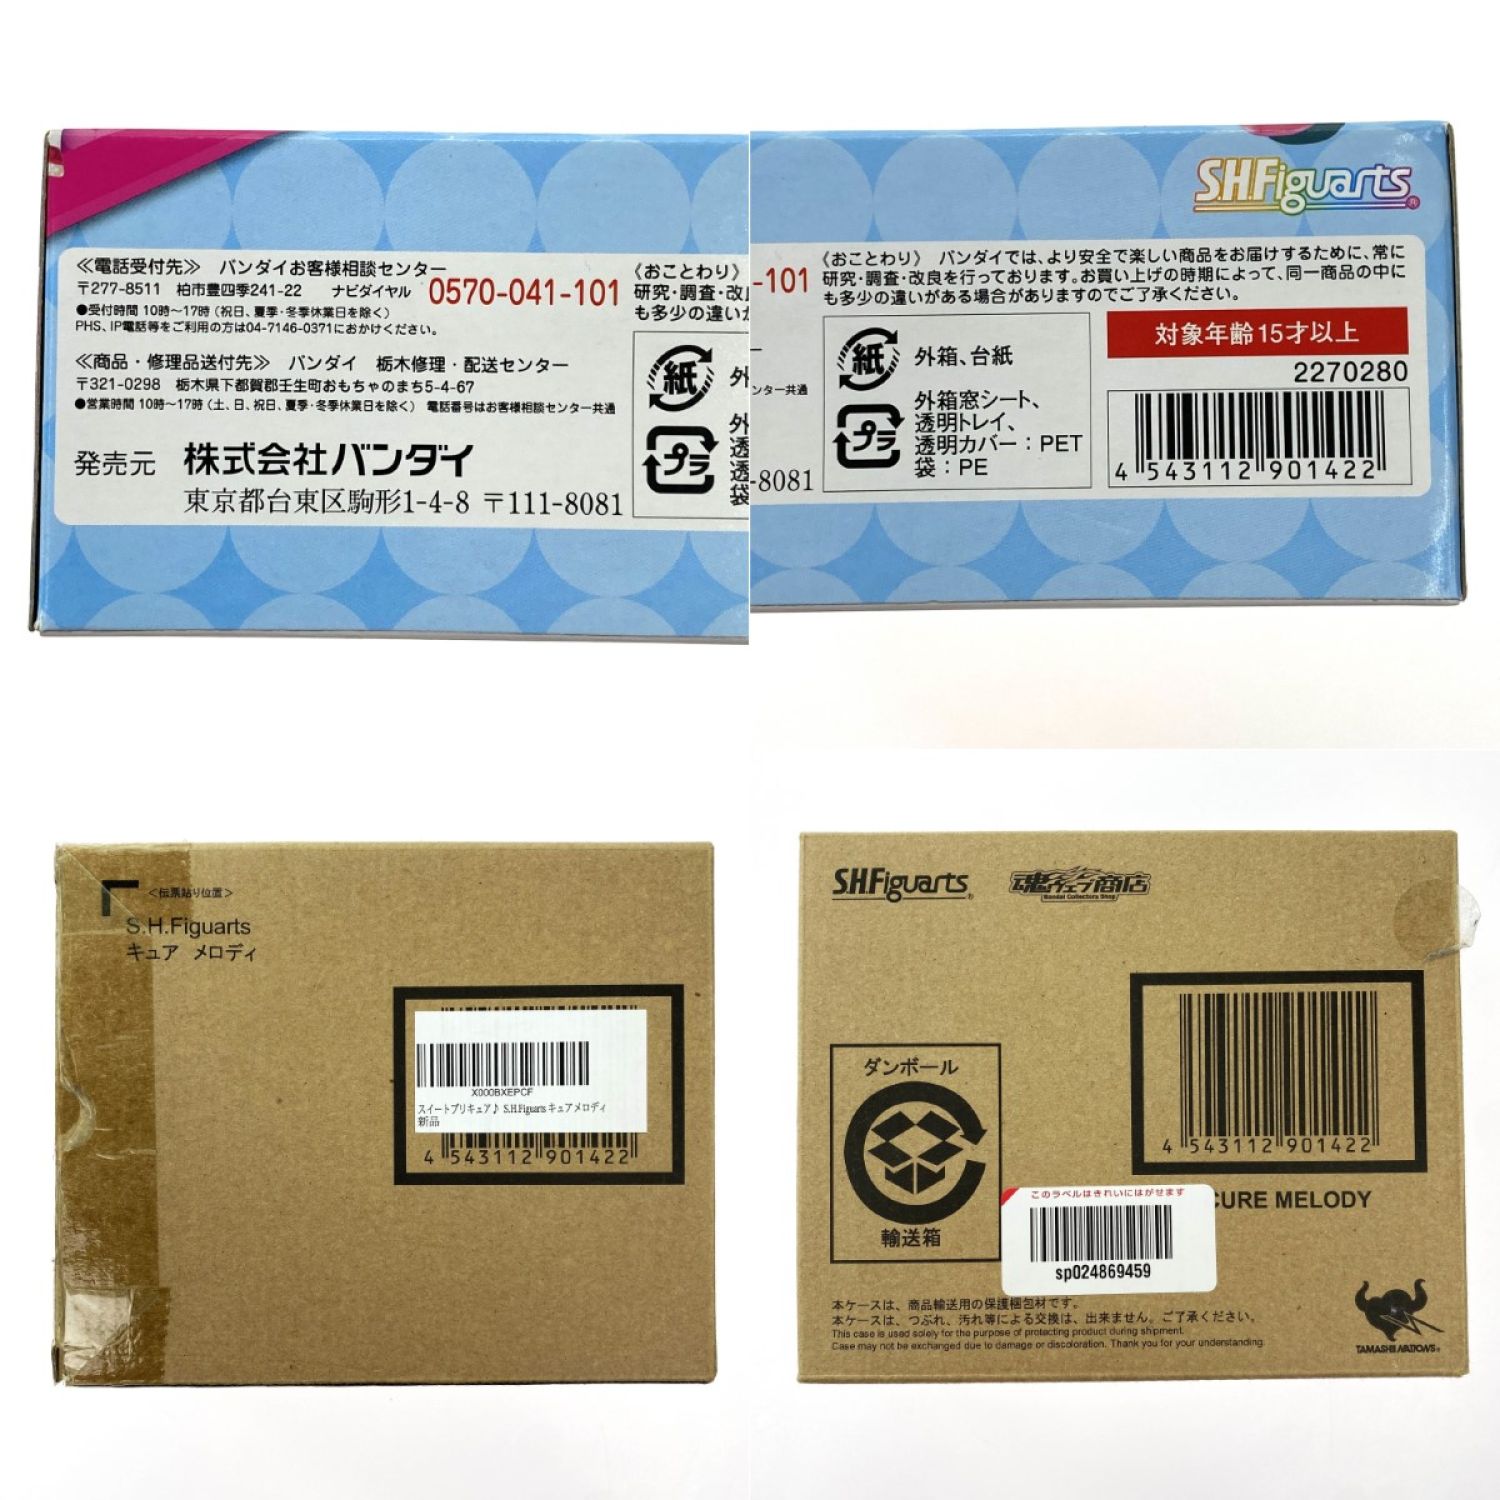 《電話受付先》 バンダイお客様相談センター
〒277-8511 柏市豊四季241-22 ナビダイヤル 0570-041-101
●受付時間 10時〜17時（祝日、夏季・冬季休業日を除く）
PHS、IP電話等をご利用の方は04-7146-0371におかけください。
《商品・修理品送付先》 バンダイ 栃木修理・配送センター
〒321-0298 栃木県下都賀郡壬生町おもちゃのまち5-4-67
●営業時間 10時〜17時（土、日、祝日、夏季・冬季休業日を除く） 電話番号はお客様相談センター共通
発売元 株式会社バンダイ
東京都台東区駒形1-4-8 〒111-8081
《おことわり》
研究・調査・改
も多少の違いが
紙 外
プラ
外
透
透
袋
S.H.Figuarts
-101
ンター共通
-8081
《おことわり》 バンダイでは、より安全で楽しい商品をお届けするために、常に
研究・調査・改良を行っております。お買い上げの時期によって、同一商品の中に
も多少の違いがある場合がありますのでご了承ください。
紙 外箱、台紙
プラ
外箱窓シート、
透明トレイ、
透明カバー：PET
袋：PE
対象年齢15才以上
2270280
4 543112 901422
＜伝票貼り位置＞
S.H.Figuarts
キュア メロディ
X000BXEPCF
スイートプリキュア♪ S.H.Figuarts キュアメロディ
新品
4 543112 901422
S.H.Figuarts
魂ウェブ商店
Bandai Collectors Shop
4 543112 901422
ダンボール
輸送箱
CURE MELODY
このラベルはきれいにはがせます
sp024869459
本ケースは、商品輸送用の保護梱包材です。
本ケースは、つぶれ、汚れ等による交換は、出来ません。ご了承ください。
This case is used solely for the purpose of protecting product during shipment.
Case may not be exchanged due to damage or discoloration. Thank you for your understanding.
TAMASHII NATIONS